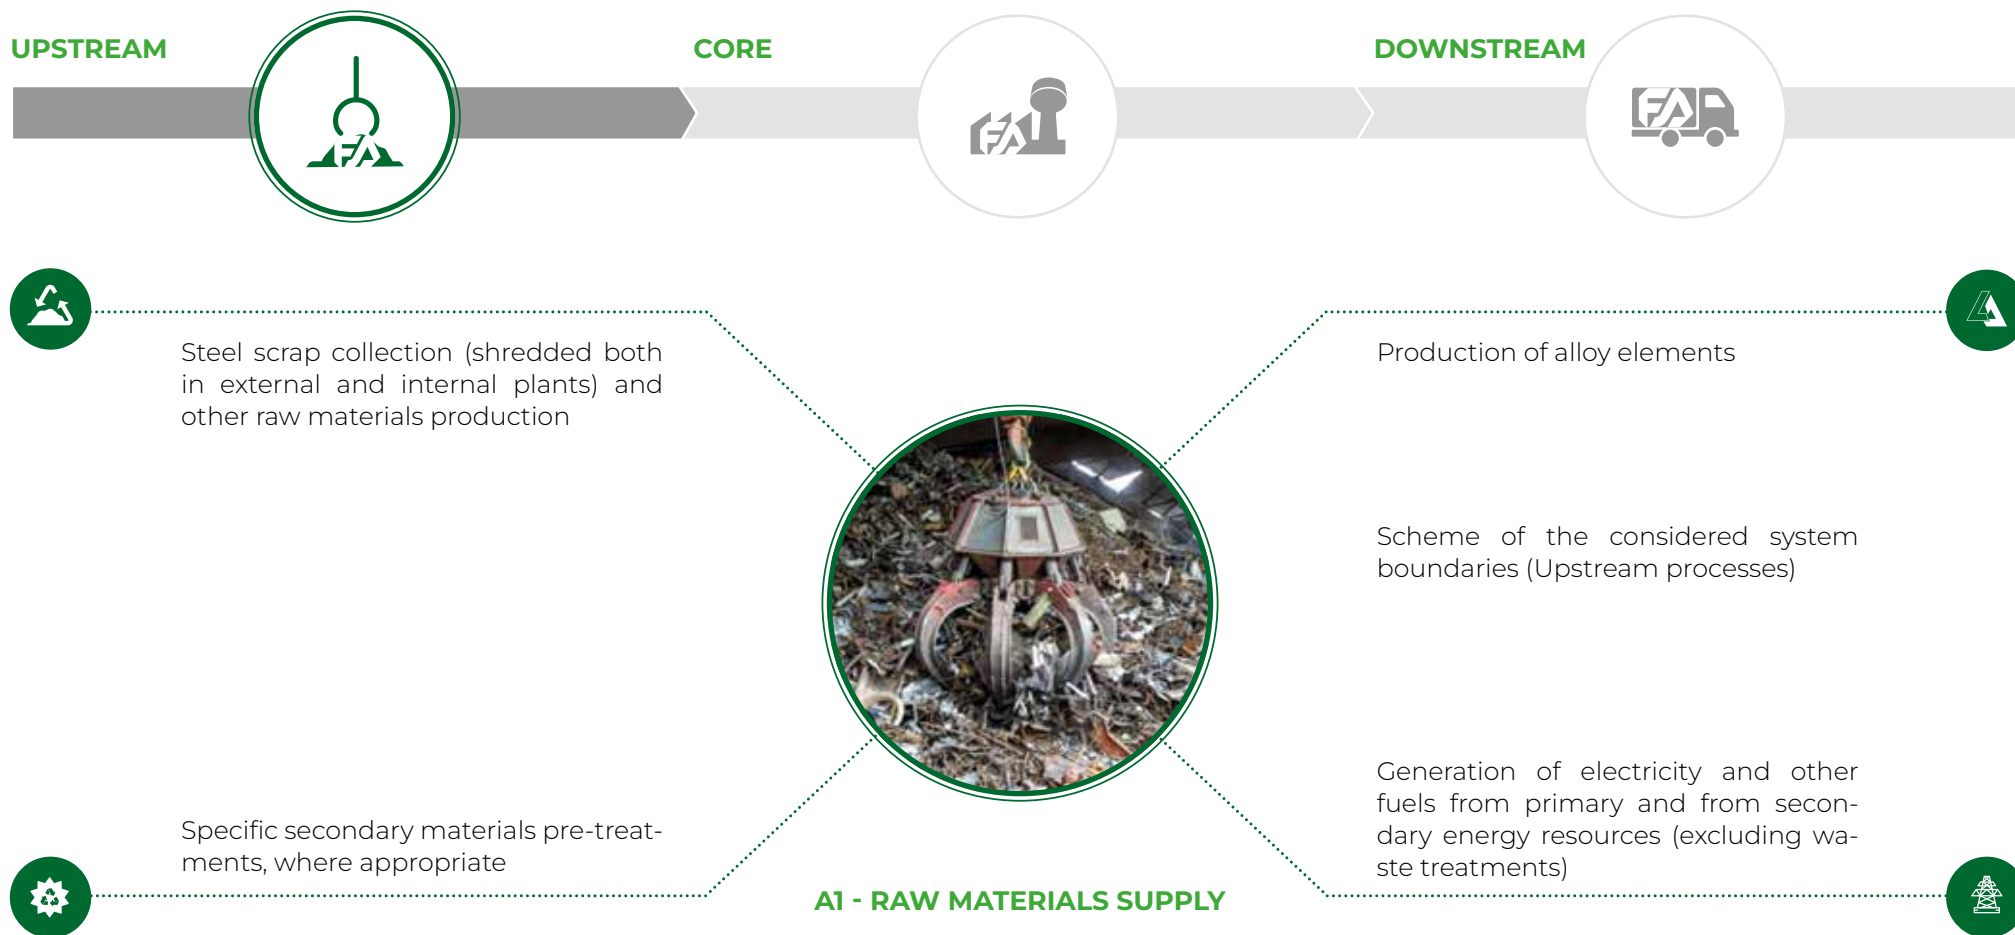 UPSTREAM
CORE
DOWNSTREAM
FA
FA
FA
Steel scrap collection (shredded both
in external and internal plants) and
other raw materials production
Production of alloy elements
Scheme of the considered system
boundaries (Upstream processes)
Specific secondary materials pre-treat-
ments, where appropriate
Generation of electricity and other
fuels from primary and from secon-
dary energy resources (excluding wa-
ste treatments)
A1 - RAW MATERIALS SUPPLY